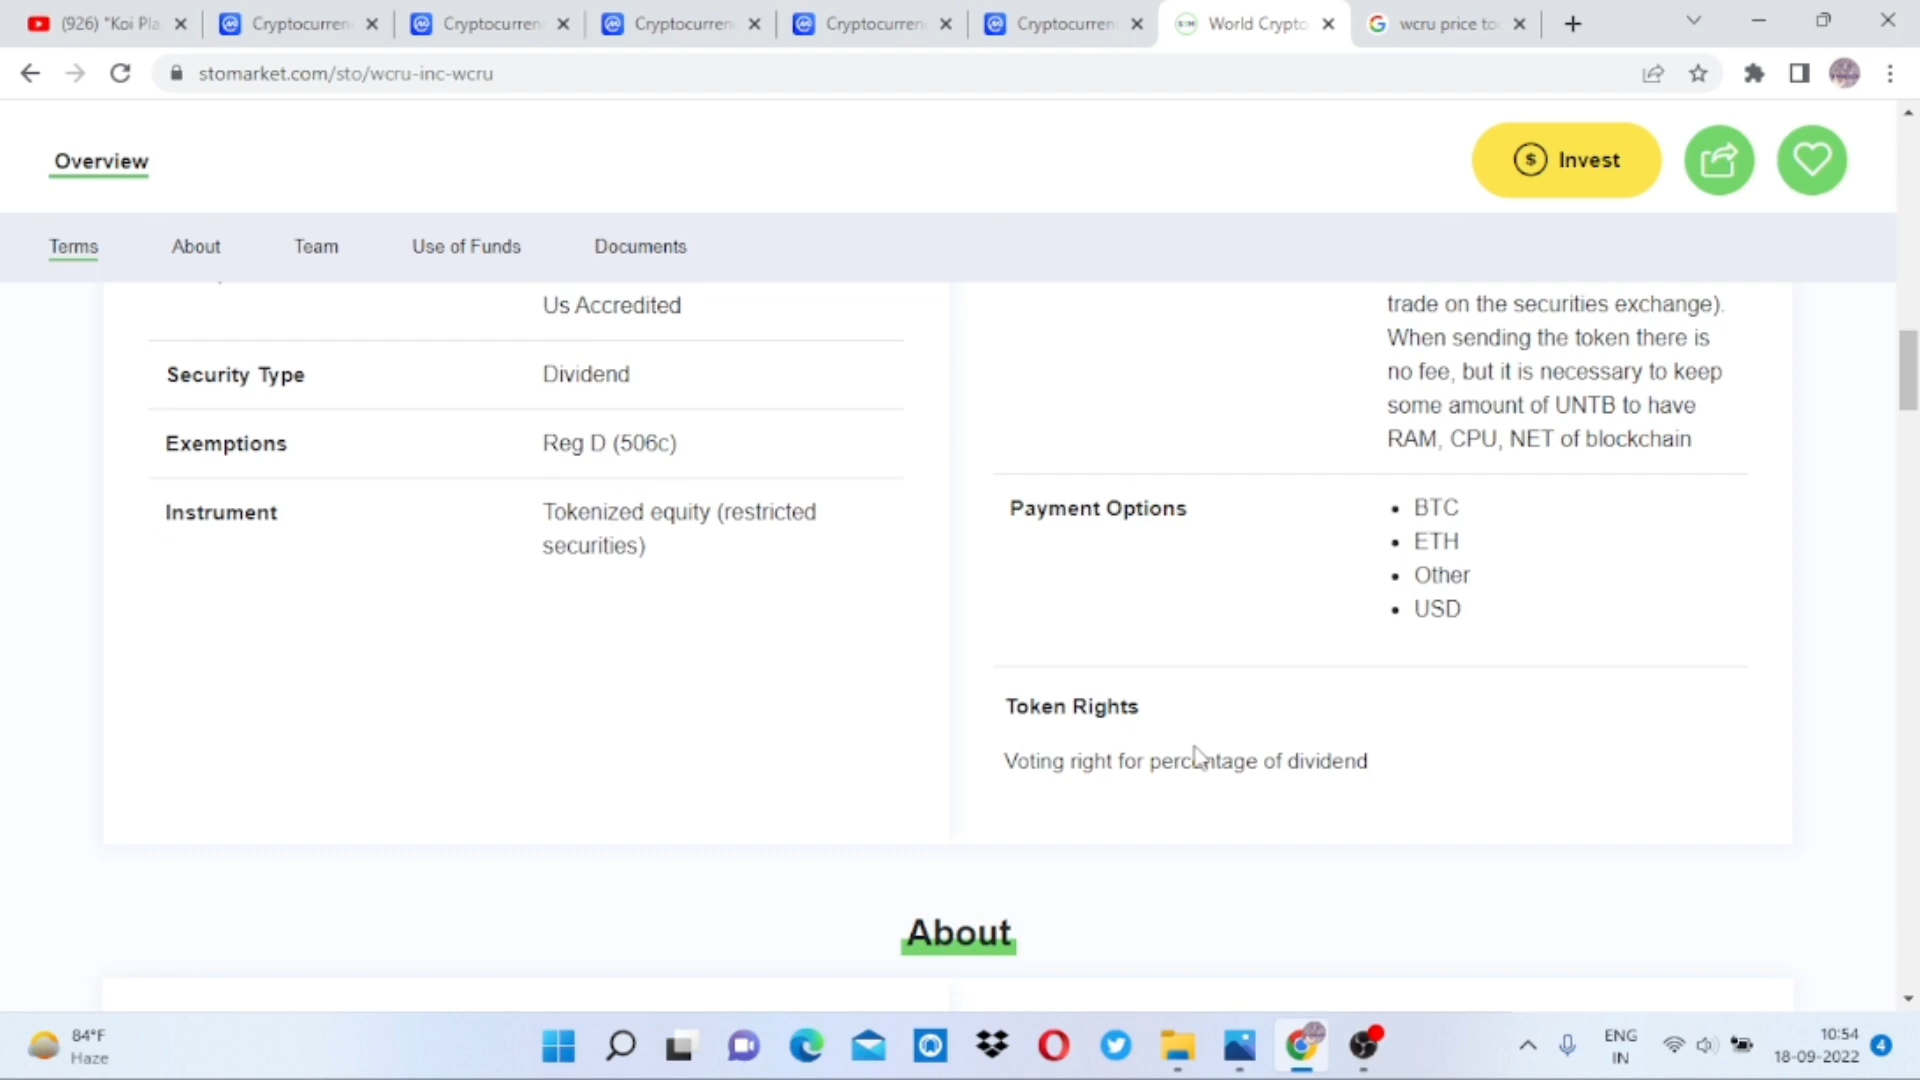 (926) "Koi Pla
Cryptocurren
Cryptocurren
Cryptocurren
Cryptocurren
Cryptocurren
World Crypto
wcru price to
stomarket.com/sto/wcru-inc-wcru
Overview
$ Invest
Terms
About
Team
Use of Funds
Documents
Us Accredited
Security Type
Dividend
Exemptions
Reg D (506c)
Instrument
Tokenized equity (restricted
securities)
trade on the securities exchange).
When sending the token there is
no fee, but it is necessary to keep
some amount of UNTB to have
RAM, CPU, NET of blockchain
Payment Options
• BTC
• ETH
• Other
• USD
Token Rights
Voting right for percentage of dividend
About
84°F
Haze
ENG
IN
10:54
18-09-2022
4